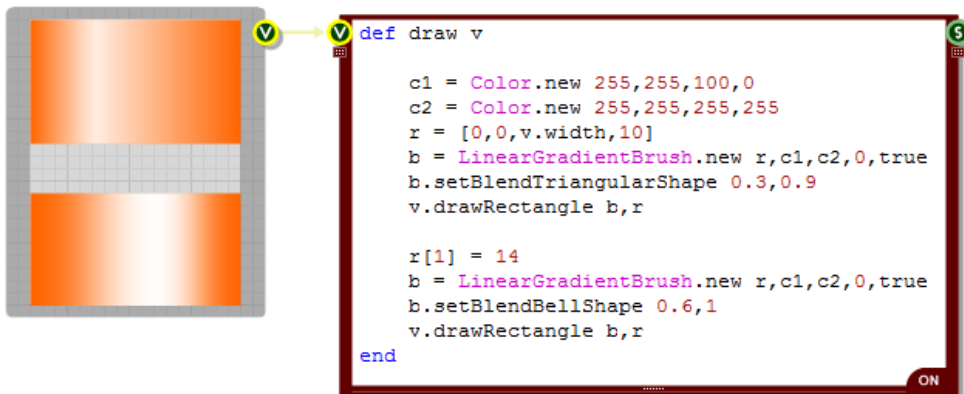 V
V
def draw v
S
c1 = Color.new 255,255,100,0
c2 = Color.new 255,255,255,255
r = [0,0,v.width,10]
b = LinearGradientBrush.new r,c1,c2,0,true
b.setBlendTriangularShape 0.3,0.9
v.drawRectangle b,r
r[1] = 14
b = LinearGradientBrush.new r,c1,c2,0,true
b.setBlendBellShape 0.6,1
v.drawRectangle b,r
end
ON